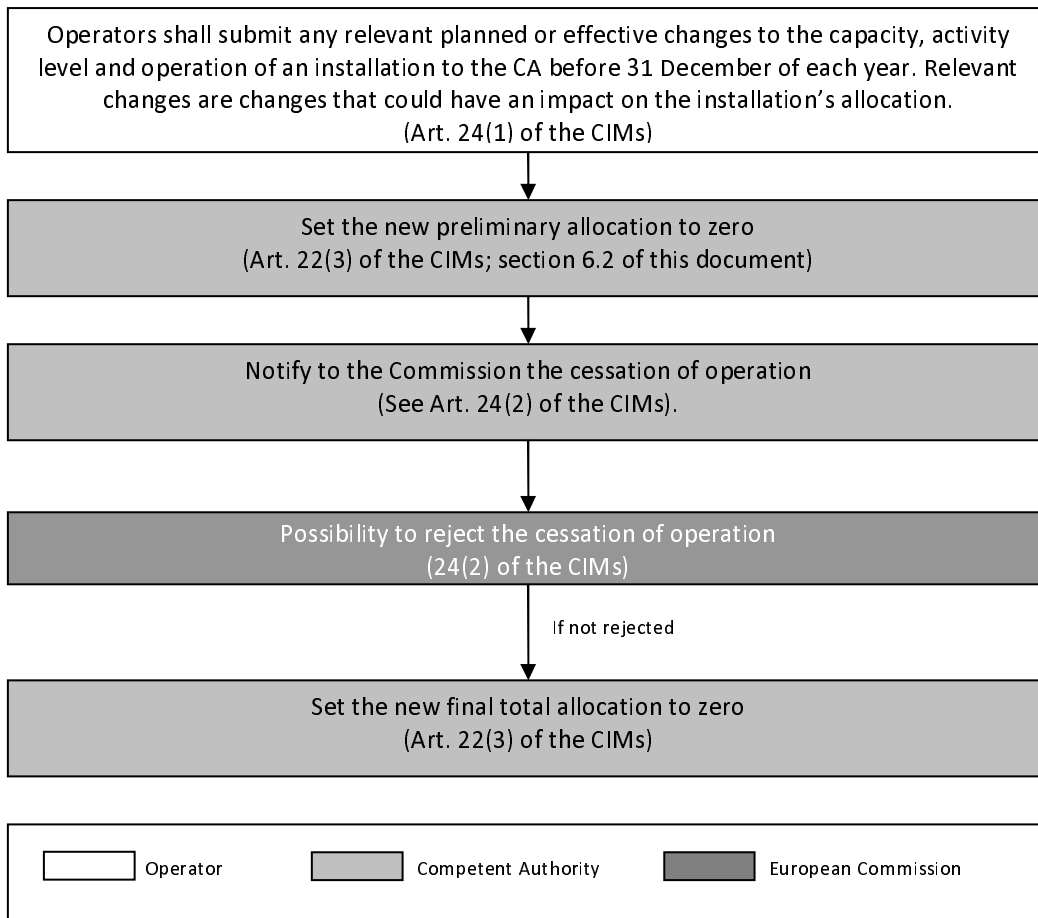 Operators shall submit any relevant planned or effective changes to the capacity, activity
level and operation of an installation to the CA before 31 December of each year. Relevant
changes are changes that could have an impact on the installation’s allocation.
(Art. 24(1) of the CIMs)
Set the new preliminary allocation to zero
(Art. 22(3) of the CIMs; section 6.2 of this document)
Notify to the Commission the cessation of operation
(See Art. 24(2) of the CIMs).
Possibility to reject the cessation of operation
(24(2) of the CIMs)
If not rejected
Set the new final total allocation to zero
(Art. 22(3) of the CIMs)
Operator
Competent Authority
European Commission